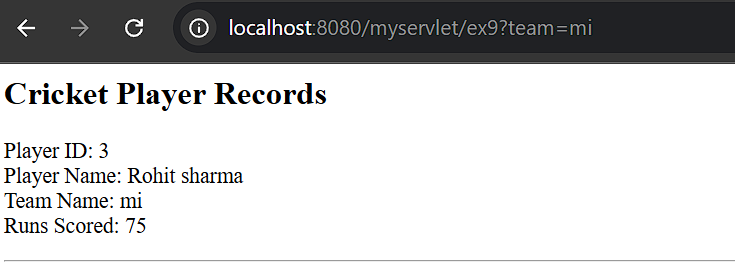 localhost:8080/myservlet/ex9?team=mi
Cricket Player Records
Player ID: 3
Player Name: Rohit sharma
Team Name: mi
Runs Scored: 75